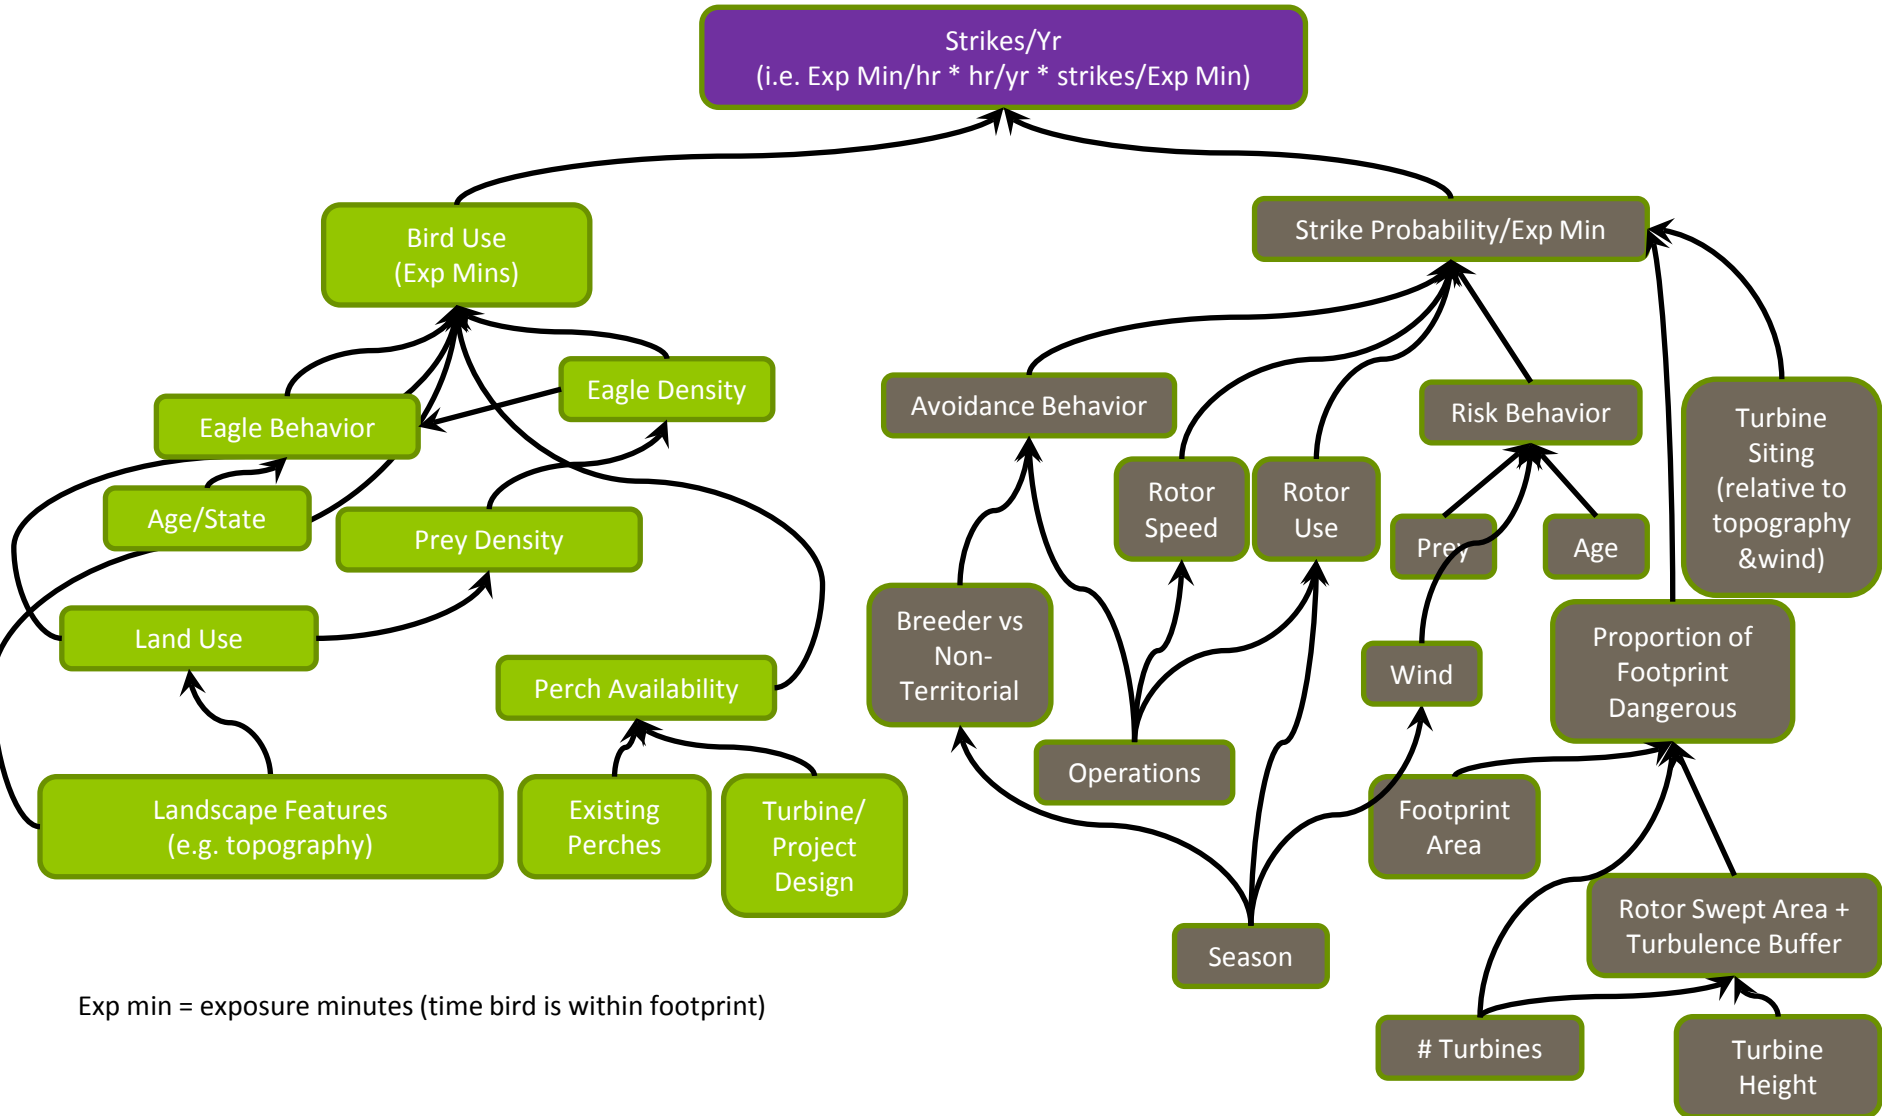 Strikes/Yr
(i.e. Exp Min/hr * hr/yr * strikes/Exp Min)
Bird Use
(Exp Mins)
Strike Probability/Exp Min
Eagle Density
Eagle Behavior
Avoidance Behavior
Risk Behavior
Turbine
Siting
(relative to
topography
&wind)
Age/State
Prey Density
Rotor
Speed
Rotor
Use
Prey
Age
Land Use
Perch Availability
Breeder vs
Non-
Territorial
Wind
Proportion of
Footprint
Dangerous
Operations
Landscape Features
(e.g. topography)
Existing
Perches
Turbine/
Project
Design
Footprint
Area
Season
Rotor Swept Area +
Turbulence Buffer
Exp min = exposure minutes (time bird is within footprint)
# Turbines
Turbine
Height